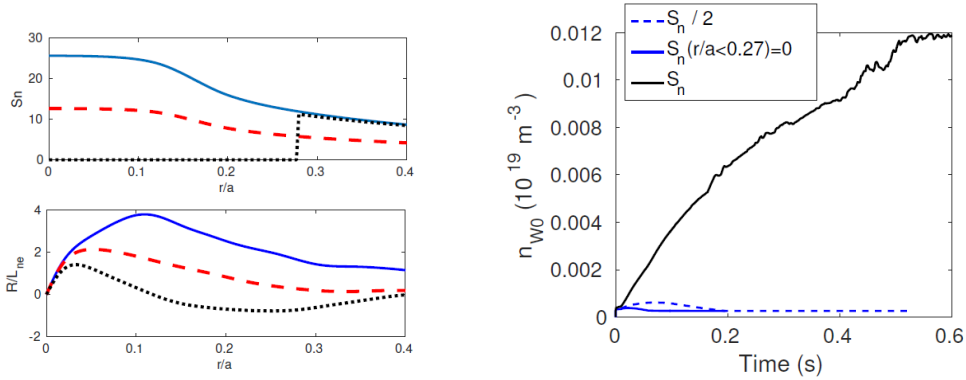 30
20
10
0
Sn
0 0.1 0.2 0.3 0.4
r/a
4
2
0
-2
R/L_ne
0 0.1 0.2 0.3 0.4
r/a
S_n / 2
S_n(r/a<0.27)=0
S_n
0.012
0.01
0.008
0.006
0.004
0.002
0
n_W0 (10^19 m^-3)
0 0.2 0.4 0.6
Time (s)